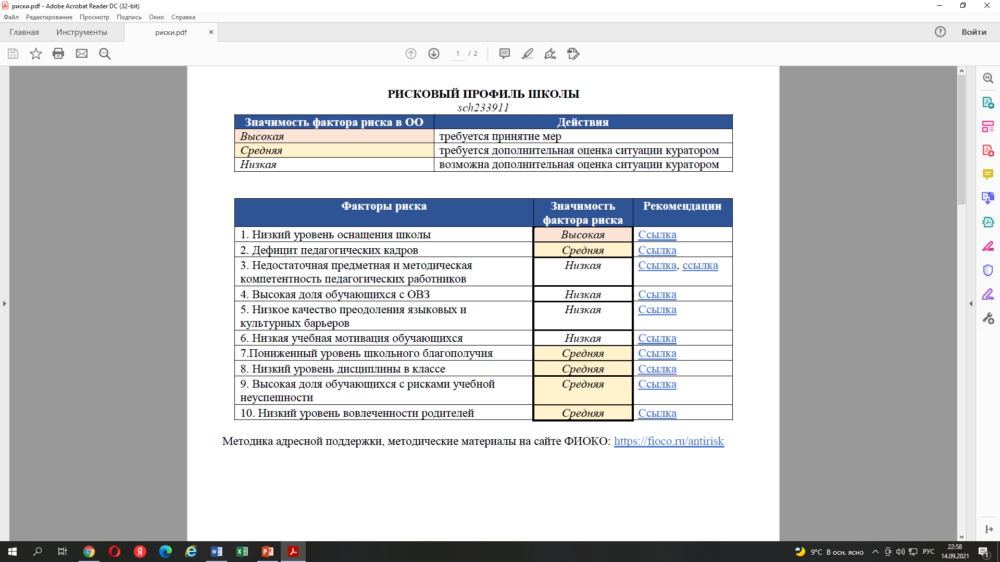 риски.pdf - Adobe Acrobat Reader DC (32-bit)
Файл Редактирование Просмотр Подпись Окно Справка
Главная Инструменты риски.pdf × Войти
1 / 2
РИСКОВЫЙ ПРОФИЛЬ ШКОЛЫ
sch233911
Значимость фактора риска в ОО Действия
Высокая требуется принятие мер
Средняя требуется дополнительная оценка ситуации куратором
Низкая возможна дополнительная оценка ситуации куратором
Факторы риска Значимость фактора риска Рекомендации
1. Низкий уровень оснащения школы Высокая Ссылка
2. Дефицит педагогических кадров Средняя Ссылка
3. Недостаточная предметная и методическая Низкая Ссылка, ссылка
компетентность педагогических работников
4. Высокая доля обучающихся с ОВЗ Низкая Ссылка
5. Низкое качество преодоления языковых и Низкая Ссылка
культурных барьеров
6. Низкая учебная мотивация обучающихся Низкая Ссылка
7.Пониженный уровень школьного благополучия Средняя Ссылка
8. Низкий уровень дисциплины в классе Средняя Ссылка
9. Высокая доля обучающихся с рисками учебной Средняя Ссылка
неуспешности
10. Низкий уровень вовлеченности родителей Средняя Ссылка
Методика адресной поддержки, методические материалы на сайте ФИОКО: https://fioco.ru/antirisk
9°C В осн. ясно РУС 22:58
14.09.2021 1